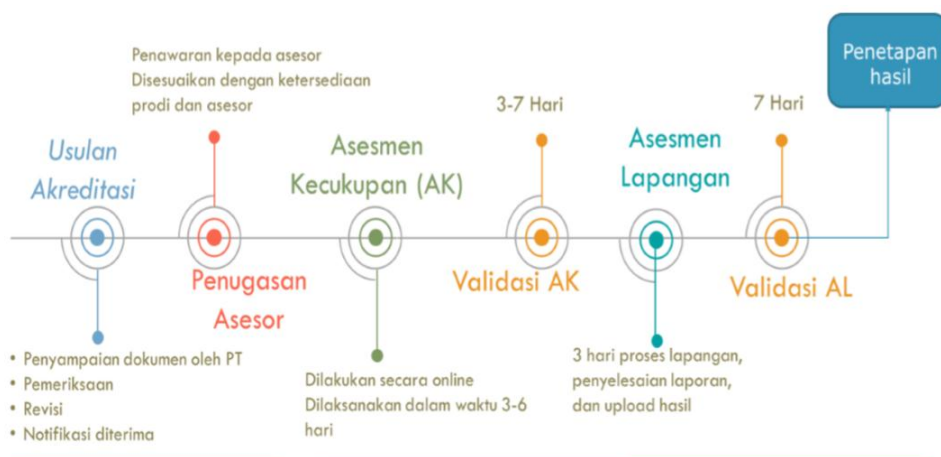 Penawaran kepada asesor
Disesuaikan dengan ketersediaan
prodi dan asesor
3-7 Hari
7 Hari
Penetapan
hasil
Usulan
Akreditasi
Asesmen
Kecukupan (AK)
Asesmen
Lapangan
Penugasan
Asesor
Validasi AK
Validasi AL
• Penyampaian dokumen oleh PT
• Pemeriksaan
• Revisi
• Notifikasi diterima
Dilakukan secara online
Dilaksanakan dalam waktu 3-6
hari
3 hari proses lapangan,
penyelesaian laporan,
dan upload hasil